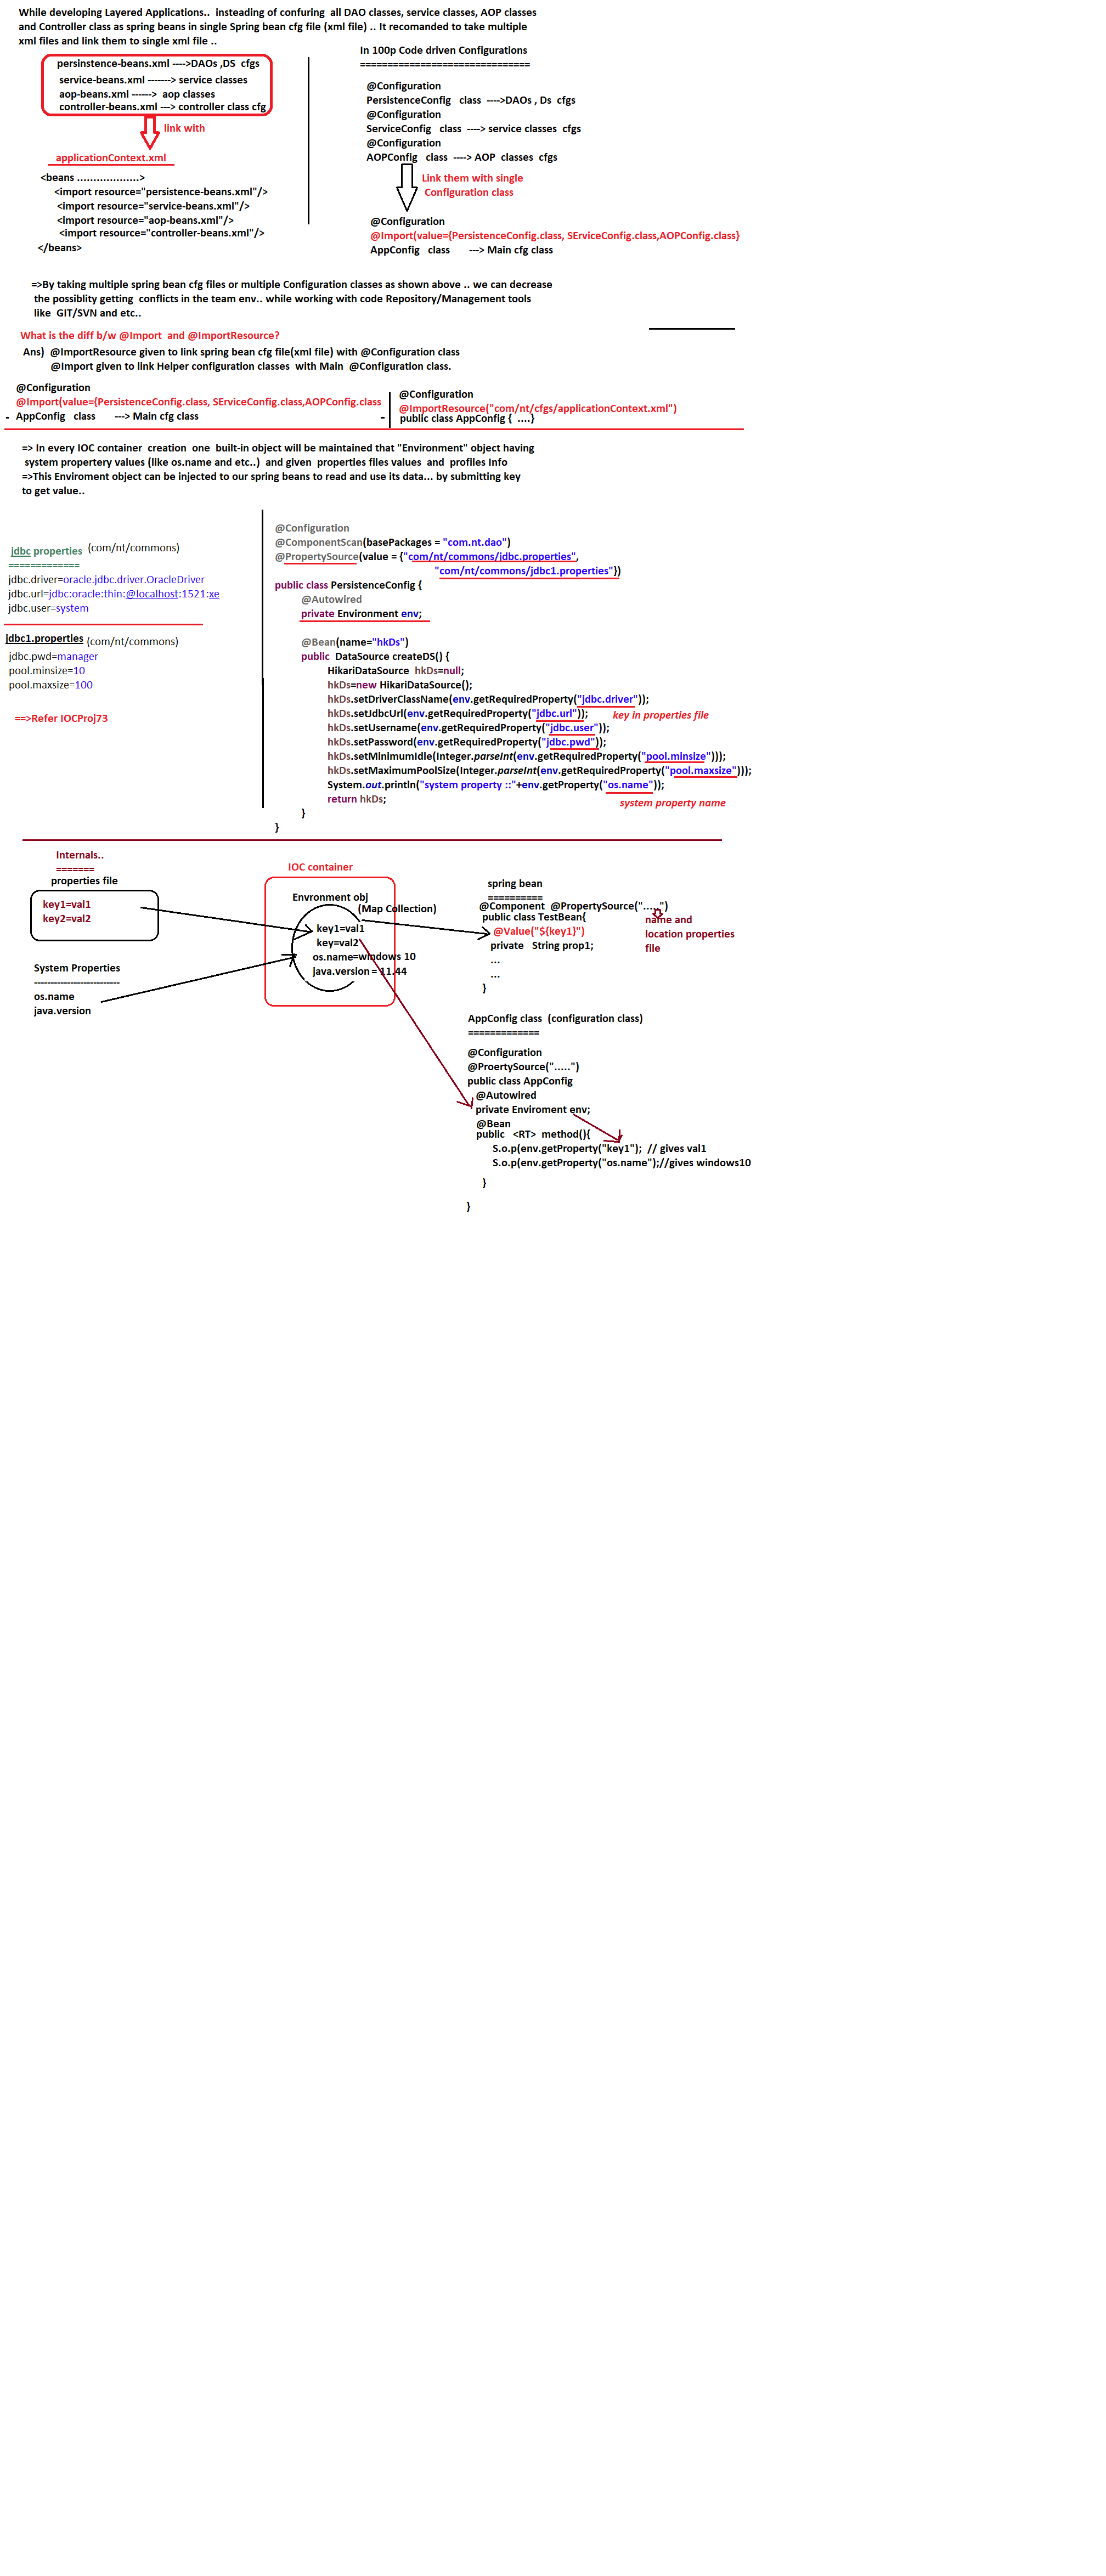 While developing Layered Applications..  insteading of confuring  all DAO classes, service classes, AOP classes
and Controller class as spring beans in single Spring bean cfg file (xml file) .. It recomanded to take multiple
xml files and link them to single xml file ..
persinstence-beans.xml ---->DAOs ,DS  cfgs
service-beans.xml -------> service classes
aop-beans.xml ------>  aop classes
controller-beans.xml ---> controller class cfg
link with
applicationContext.xml
<beans ...................>
<import resource="persistence-beans.xml"/>
<import resource="service-beans.xml"/>
<import resource="aop-beans.xml"/>
<import resource="controller-beans.xml"/>
</beans>
In 100p Code driven Configurations
===============================
@Configuration
PersistenceConfig   class  ---->DAOs , Ds  cfgs
@Configuration
ServiceConfig   class  ----> service classes  cfgs
@Configuration
AOPConfig   class  ----> AOP  classes  cfgs
Link them with single
Configuration class
@Configuration
@Import(value={PersistenceConfig.class, SErviceConfig.class,AOPConfig.class}
AppConfig   class       ---> Main cfg class
=>By taking multiple spring bean cfg files or multiple Configuration classes as shown above .. we can decrease
the possiblity getting  conflicts in the team env.. while working with code Repository/Management tools
like  GIT/SVN and etc..
What is the diff b/w @Import  and @ImportResource?
Ans)  @ImportResource given to link spring bean cfg file(xml file) with @Configuration class
@Import given to link Helper configuration classes  with Main  @Configuration class.
@Configuration
@Import(value={PersistenceConfig.class, SErviceConfig.class,AOPConfig.class
- AppConfig   class       ---> Main cfg class                    -
@Configuration
@ImportResource("com/nt/cfgs/applicationContext.xml")
public class AppConfig {  ....}
=> In every IOC container  creation  one  built-in object will be maintained that "Environment" object having
system propertery values (like os.name and etc..)  and given  properties files values  and  profiles Info
=>This Enviroment object can be injected to our spring beans to read and use its data... by submitting key
to get value..
jdbc properties  (com/nt/commons)
=============
jdbc.driver=oracle.jdbc.driver.OracleDriver
jdbc.url=jdbc:oracle:thin:@localhost:1521:xe
jdbc.user=system
jdbc1.properties (com/nt/commons)
jdbc.pwd=manager
pool.minsize=10
pool.maxsize=100
==>Refer IOCProj73
@Configuration
@ComponentScan(basePackages = "com.nt.dao")
@PropertySource(value = {"com/nt/commons/jdbc.properties",
"com/nt/commons/jdbc1.properties"})
public class PersistenceConfig {
@Autowired
private Environment env;
@Bean(name="hkDs")
public  DataSource createDS() {
HikariDataSource  hkDs=null;
hkDs=new HikariDataSource();
hkDs.setDriverClassName(env.getRequiredProperty("jdbc.driver"));
hkDs.setJdbcUrl(env.getRequiredProperty("jdbc.url"));
key in properties file
hkDs.setUsername(env.getRequiredProperty("jdbc.user"));
hkDs.setPassword(env.getRequiredProperty("jdbc.pwd"));
hkDs.setMinimumIdle(Integer.parseInt(env.getRequiredProperty("pool.minsize")));
hkDs.setMaximumPoolSize(Integer.parseInt(env.getRequiredProperty("pool.maxsize")));
System.out.println("system property ::"+env.getProperty("os.name"));
return hkDs;
system property name
}
}
Internals..
=======
properties file
key1=val1
key2=val2
System Properties
--------------------------
os.name
java.version
IOC container
Envronment obj
(Map Collection)
key1=val1
key=val2
os.name=windows 10
java.version = 11.44
spring bean
==========
@Component  @PropertySource(".....")
public class TestBean{
@Value("${key1}")
private   String prop1;
...
...
}
name and
location properties
file
AppConfig class  (configuration class)
=============
@Configuration
@ProertySource(".....")
public class AppConfig
@Autowired
private Enviroment env;
@Bean
public   <RT>  method(){
S.o.p(env.getProperty("key1");  // gives val1
S.o.p(env.getProperty("os.name");//gives windows10
}
}